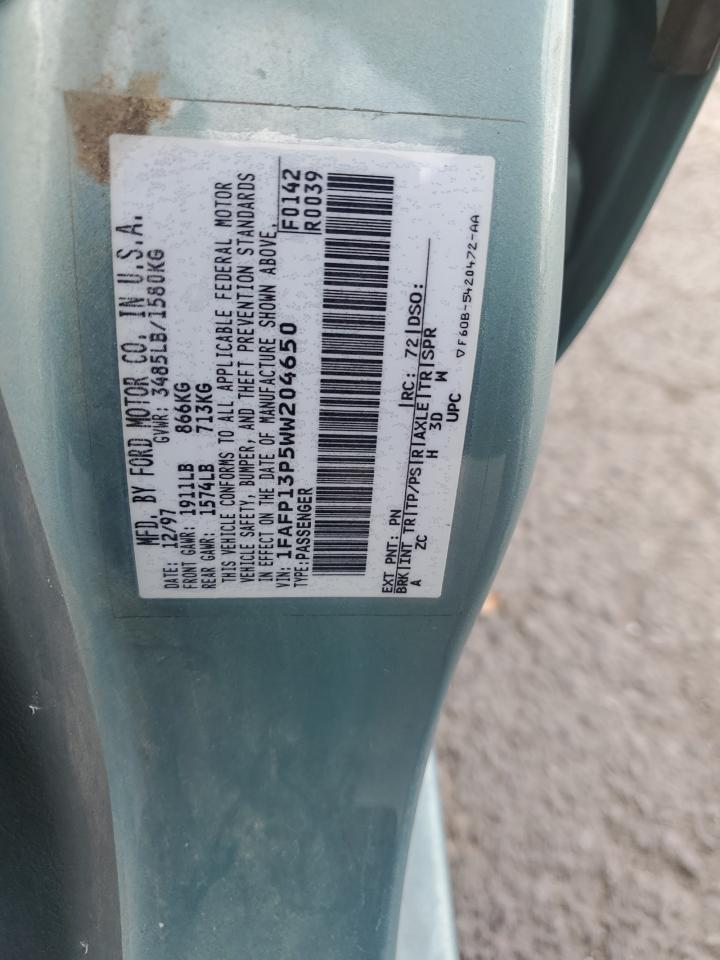 MFD. BY FORD MOTOR CO. IN U.S.A.
DATE: 12/97 GVWR: 3485LB/1580KG
FRONT GAWR: 1911LB 866KG
REAR GAWR: 1574LB 713KG
THIS VEHICLE CONFORMS TO ALL APPLICABLE FEDERAL MOTOR
VEHICLE SAFETY, BUMPER, AND THEFT PREVENTION STANDARDS
IN EFFECT ON THE DATE OF MANUFACTURE SHOWN ABOVE.
VIN: 1FAFP13P5WW204650
TYPE: PASSENGER
F0142
R0039
EXT PNT: PN RC: 72 DSO:
BRK INT TR TP/PS R AXLE TR SPR
A ZC H 3D W
UPC
▽F60B-5420472-AA